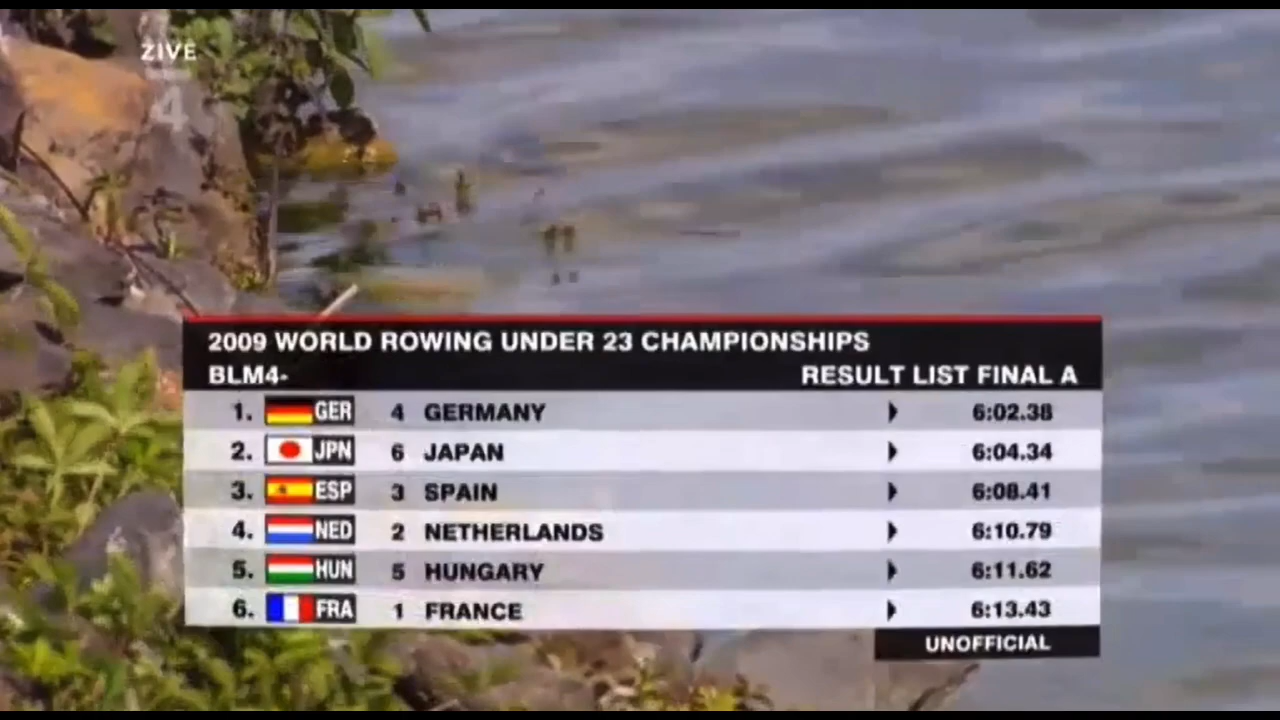 ZIVE
4
2009 WORLD ROWING UNDER 23 CHAMPIONSHIPS
BLM4- RESULT LIST FINAL A
1. GER 4 GERMANY 6:02.38
2. JPN 6 JAPAN 6:04.34
3. ESP 3 SPAIN 6:08.41
4. NED 2 NETHERLANDS 6:10.79
5. HUN 5 HUNGARY 6:11.62
6. FRA 1 FRANCE 6:13.43
UNOFFICIAL